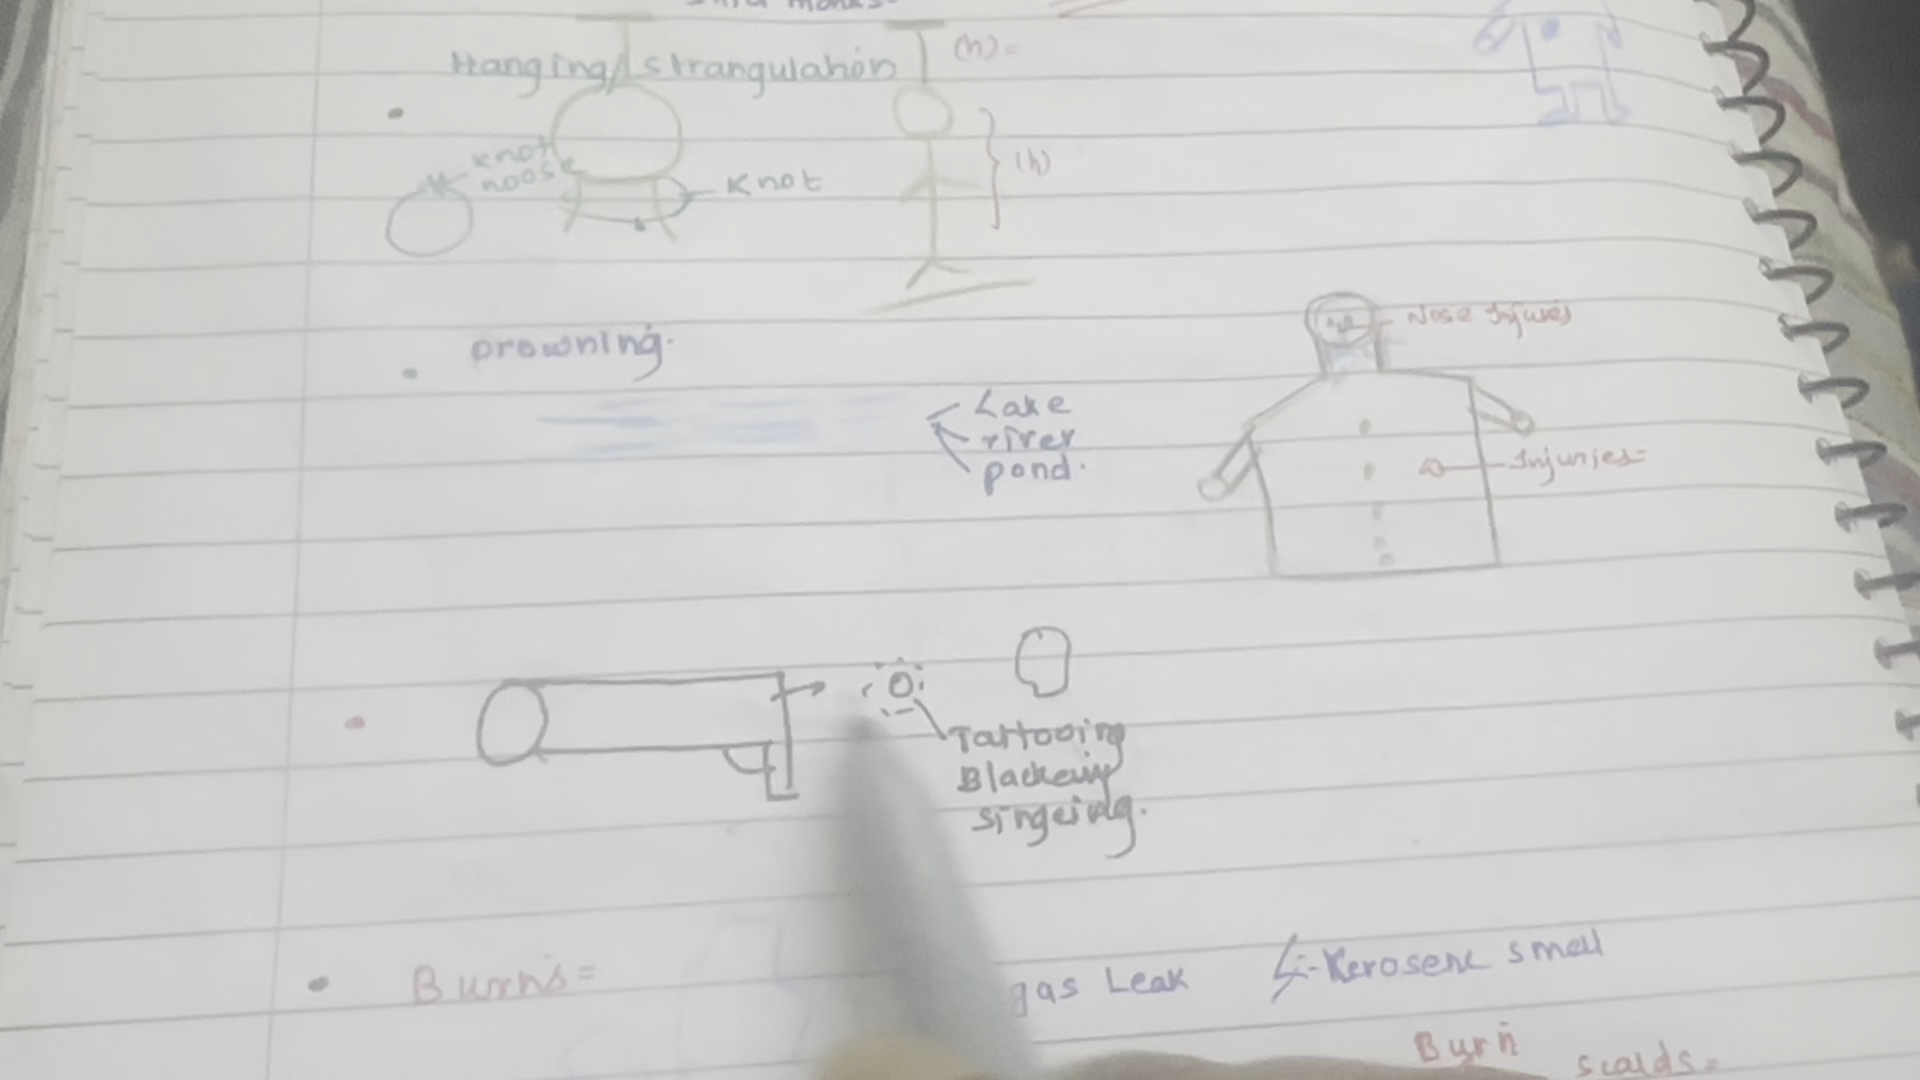 Hanging/strangulation
(h)=
knot
noose
Knot
(h)
Drowning.
Nose Injuries
Lake
river
pond.
Injuries=
Tattooing
Blackening
singeing.
Burns=
gas Leak
Kerosene smell
Burn
scalds=